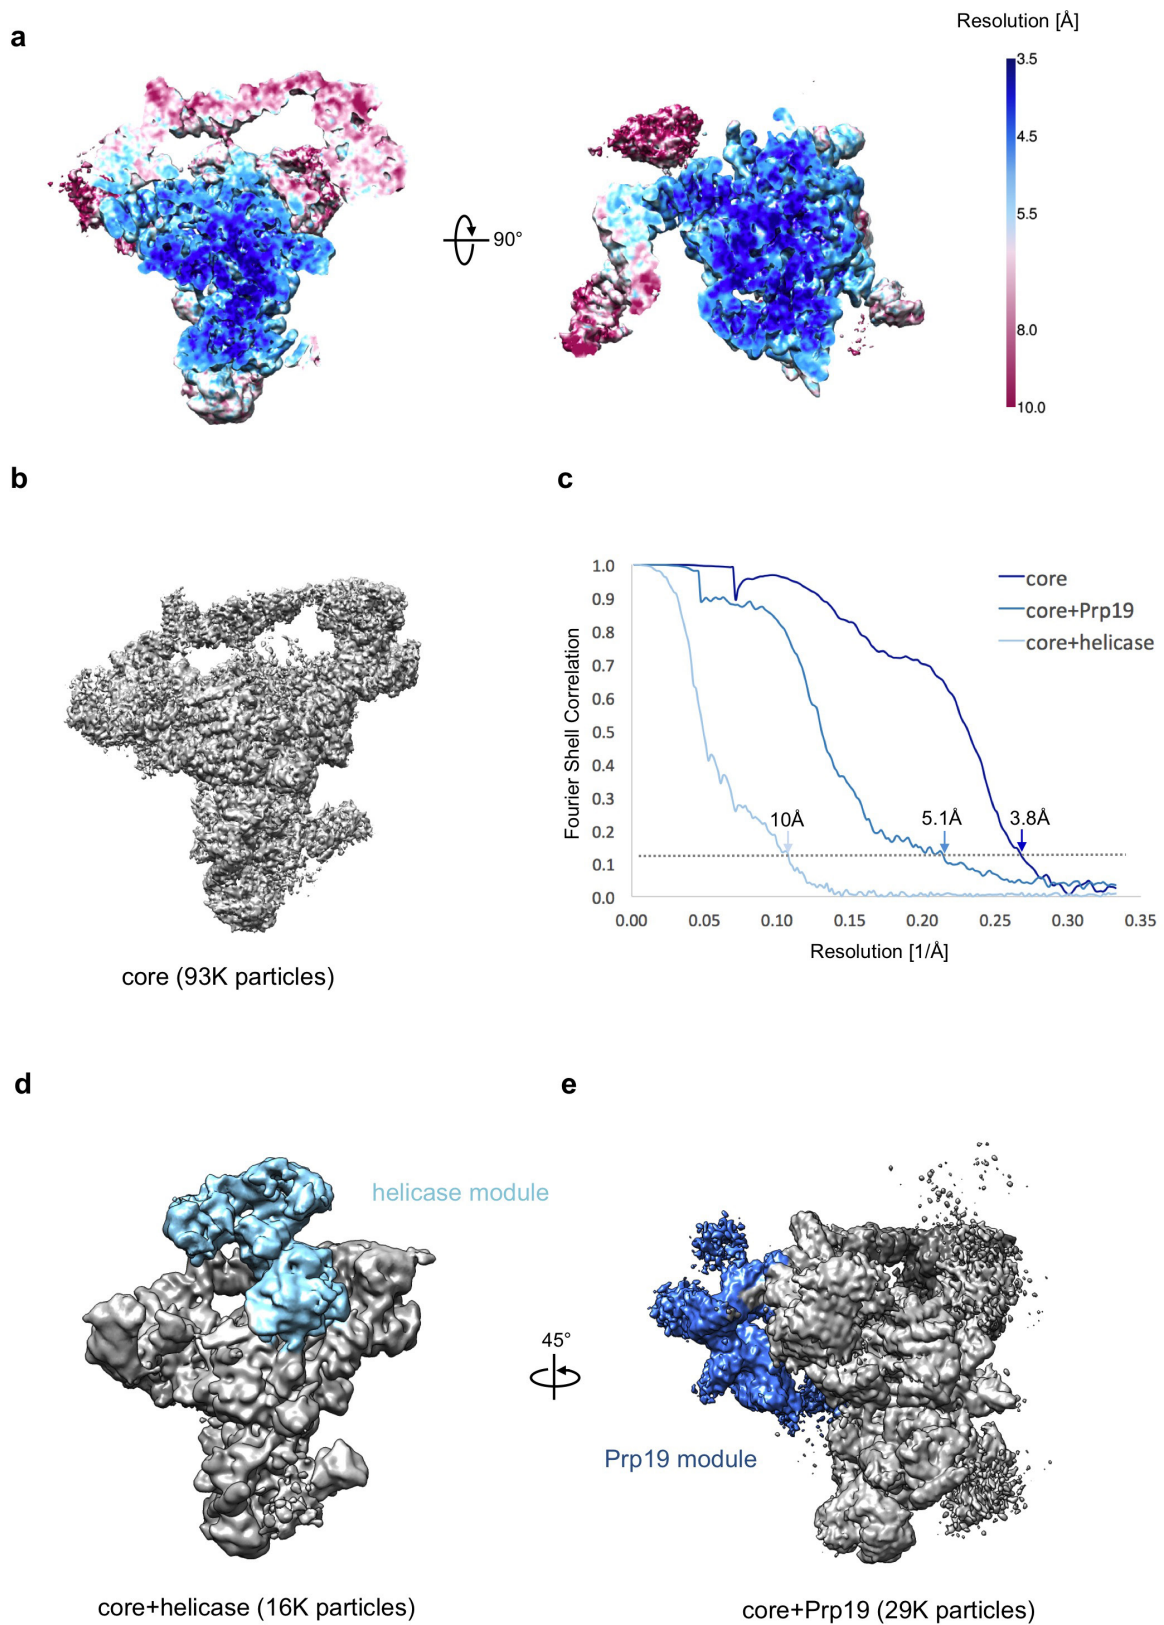 a
Resolution [Å]
3.5
4.5
5.5
8.0
10.0
90°
b
c
1.0
0.9
0.8
0.7
0.6
0.5
0.4
0.3
0.2
0.1
0.0
Fourier Shell Correlation
core
core+Prp19
core+helicase
10Å
5.1Å
3.8Å
0.00 0.05 0.10 0.15 0.20 0.25 0.30 0.35
Resolution [1/Å]
core (93K particles)
d
e
helicase module
45°
Prp19 module
core+helicase (16K particles)
core+Prp19 (29K particles)